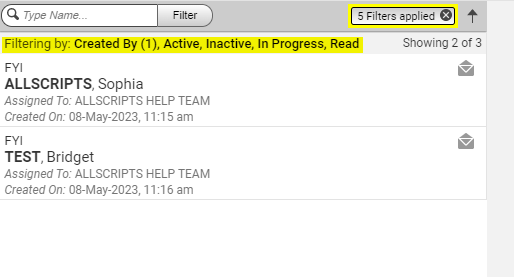 Type Name... Filter 5 Filters applied
Filtering by: Created By (1), Active, Inactive, In Progress, Read Showing 2 of 3
FYI
ALLSCRIPTS, Sophia
Assigned To: ALLSCRIPTS HELP TEAM
Created On: 08-May-2023, 11:15 am
FYI
TEST, Bridget
Assigned To: ALLSCRIPTS HELP TEAM
Created On: 08-May-2023, 11:16 am